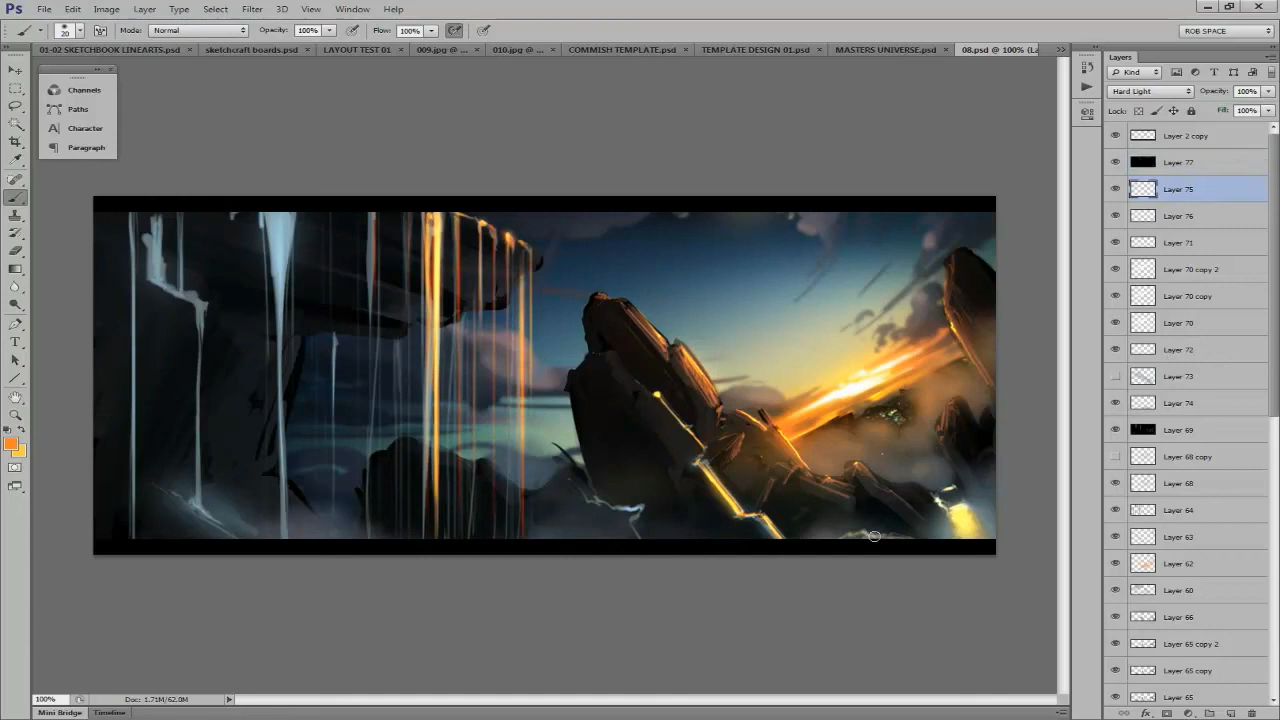 Ps File Edit Image Layer Type Select Filter 3D View Window Help
20 Mode: Normal Opacity: 100% Flow: 100% ROB SPACE
01-02 SKETCHBOOK LINEARTS.psd × sketchcraft boards.psd × LAYOUT TEST 01 × 009.jpg @ ... × 010.jpg @ ... × COMMISH TEMPLATE.psd × TEMPLATE DESIGN 01.psd × MASTERS UNIVERSE.psd × 08.psd @ 100% (La
Channels
Paths
Character
Paragraph
Layers
Kind
Hard Light Opacity: 100%
Lock: Fill: 100%
Layer 2 copy
Layer 77
Layer 75
Layer 76
Layer 71
Layer 70 copy 2
Layer 70 copy
Layer 70
Layer 72
Layer 73
Layer 74
Layer 69
Layer 68 copy
Layer 68
Layer 64
Layer 63
Layer 62
Layer 60
Layer 66
Layer 65 copy 2
Layer 65 copy
Layer 65
100% Doc: 1.71M/62.0M
Mini Bridge Timeline